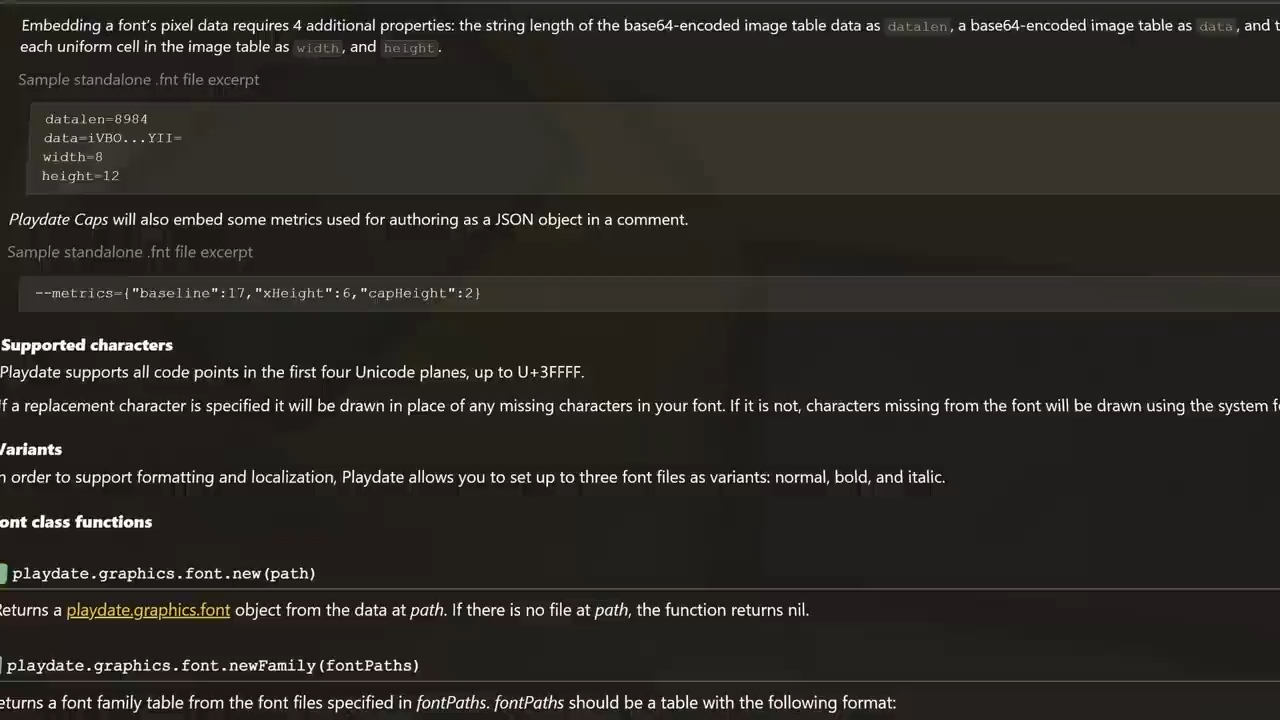 Embedding a font's pixel data requires 4 additional properties: the string length of the base64-encoded image table data as datalen, a base64-encoded image table as data, and
each uniform cell in the image table as width, and height.
Sample standalone .fnt file excerpt
datalen=8984
data=iVBO...YII=
width=8
height=12
Playdate Caps will also embed some metrics used for authoring as a JSON object in a comment.
Sample standalone .fnt file excerpt
--metrics={"baseline":17,"xHeight":6,"capHeight":2}
Supported characters
Playdate supports all code points in the first four Unicode planes, up to U+3FFFF.
If a replacement character is specified it will be drawn in place of any missing characters in your font. If it is not, characters missing from the font will be drawn using the system
Variants
In order to support formatting and localization, Playdate allows you to set up to three font files as variants: normal, bold, and italic.
ont class functions
playdate.graphics.font.new(path)
Returns a playdate.graphics.font object from the data at path. If there is no file at path, the function returns nil.
playdate.graphics.font.newFamily(fontPaths)
eturns a font family table from the font files specified in fontPaths. fontPaths should be a table with the following format: